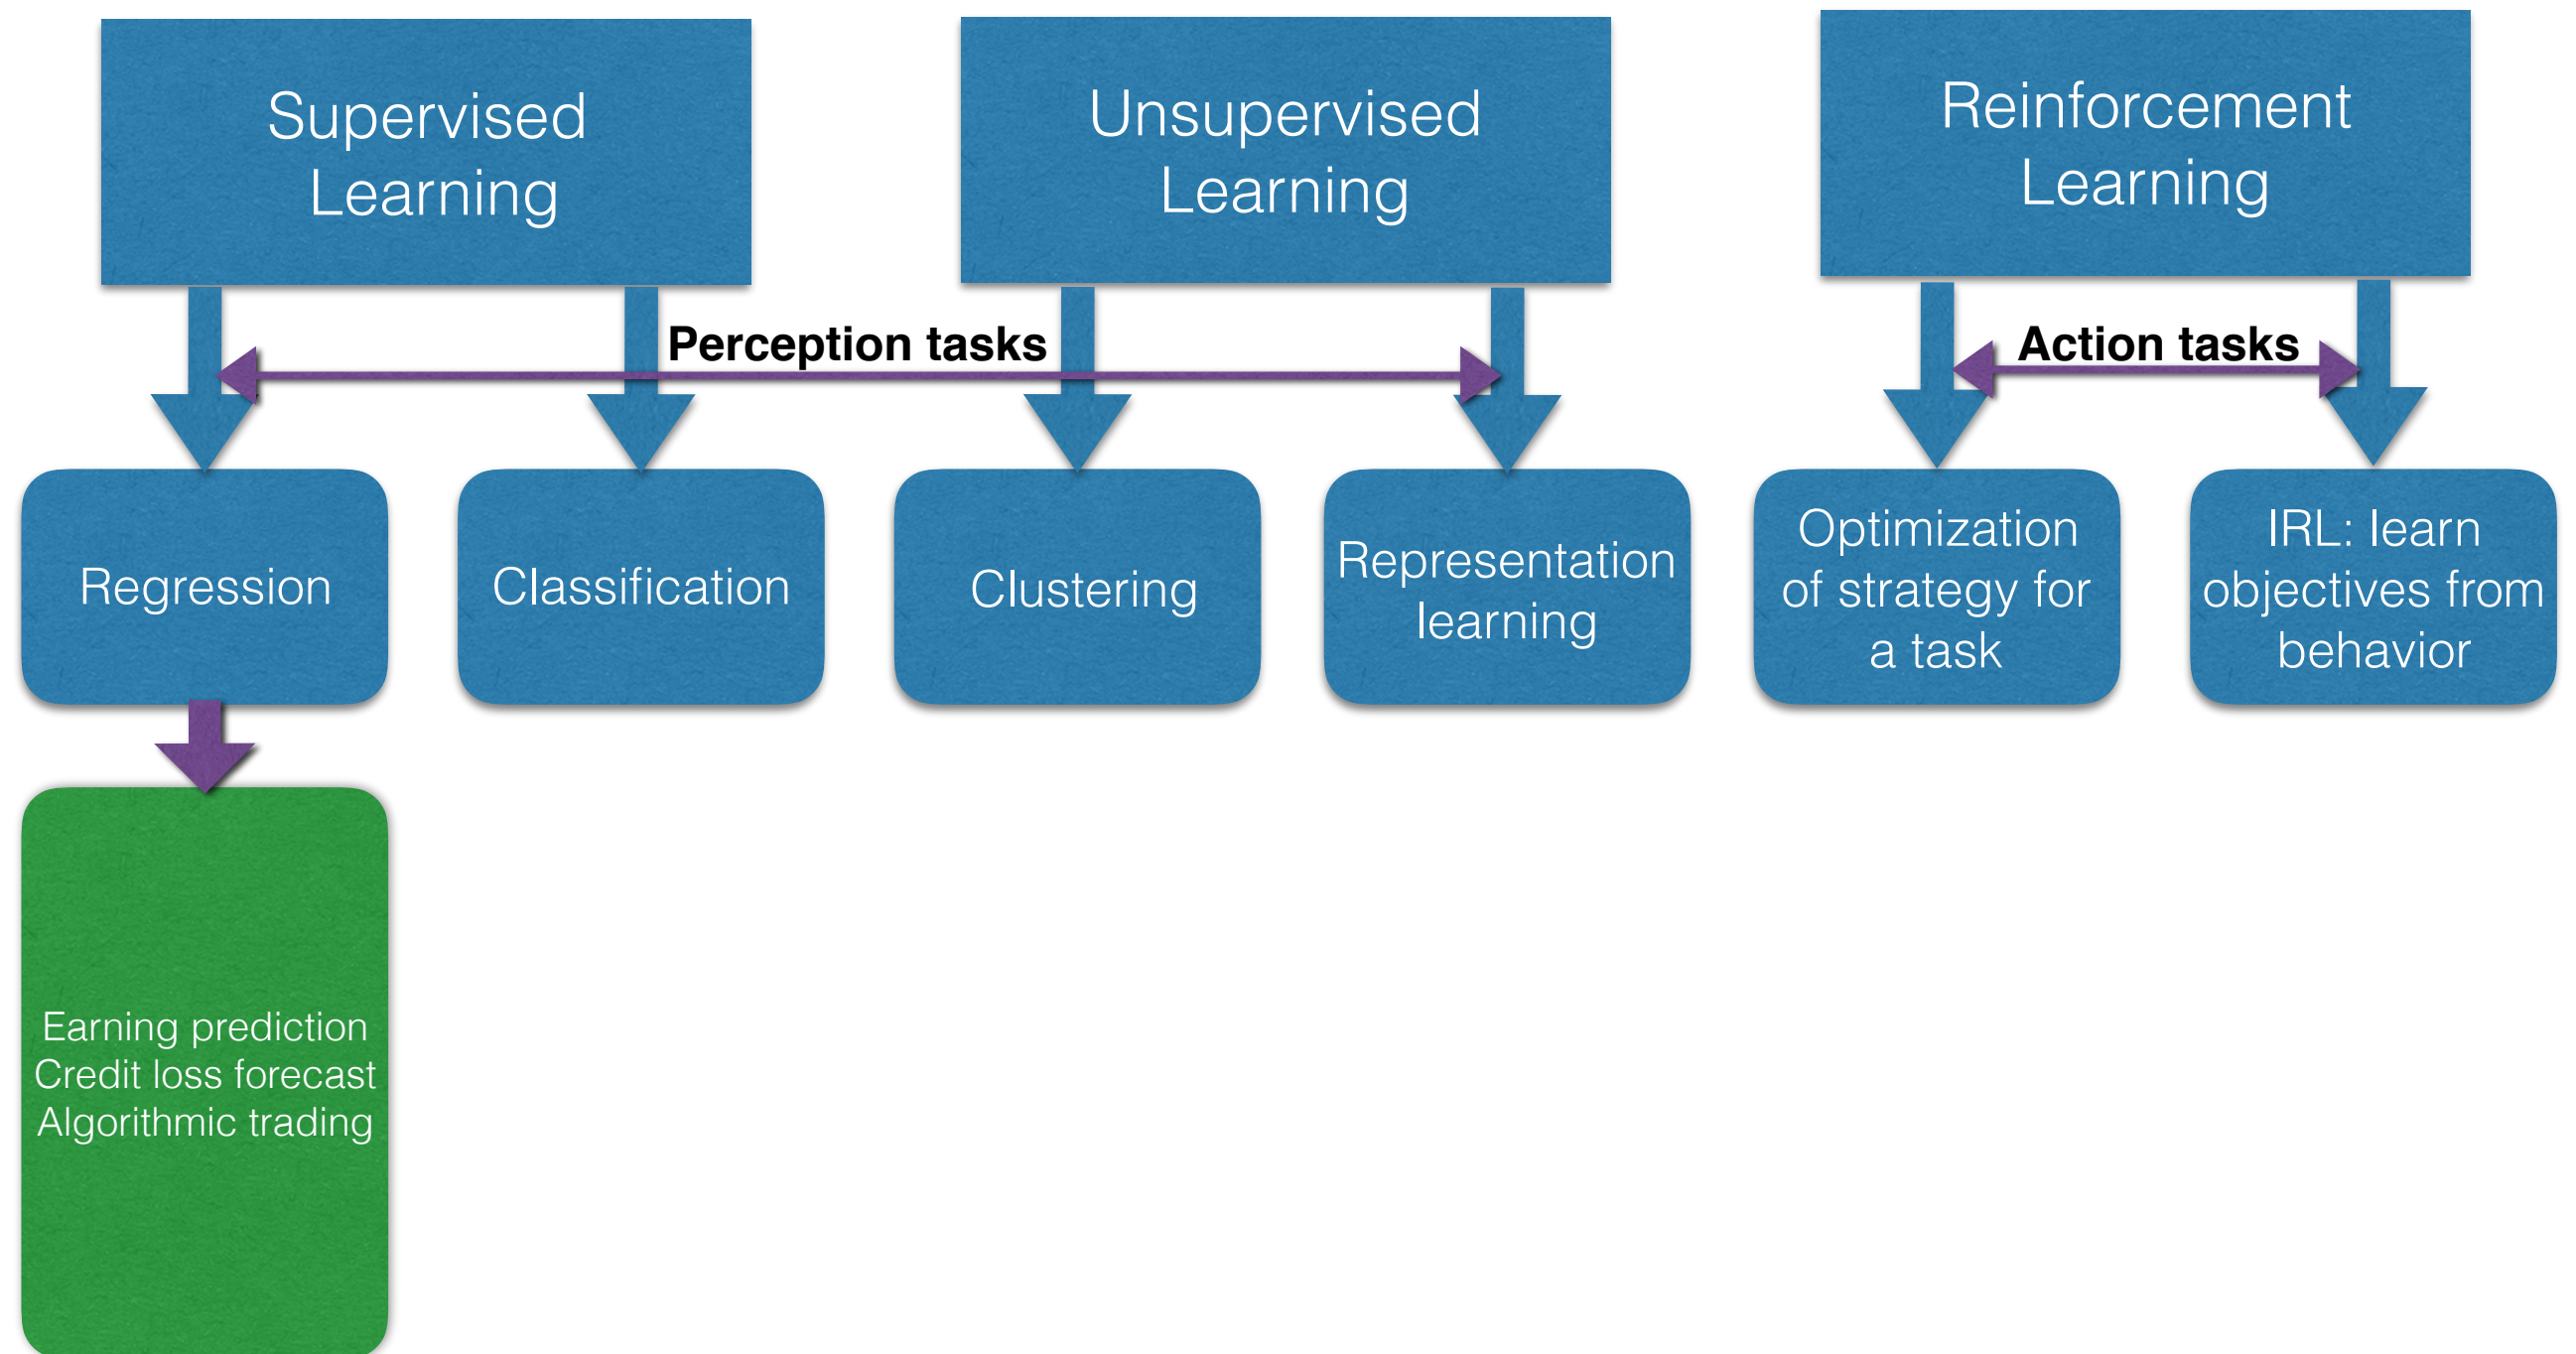 Supervised
Learning
Unsupervised
Learning
Reinforcement
Learning
Perception tasks
Action tasks
Regression
Classification
Clustering
Representation
learning
Optimization
of strategy for
a task
IRL: learn
objectives from
behavior
Earning prediction
Credit loss forecast
Algorithmic trading